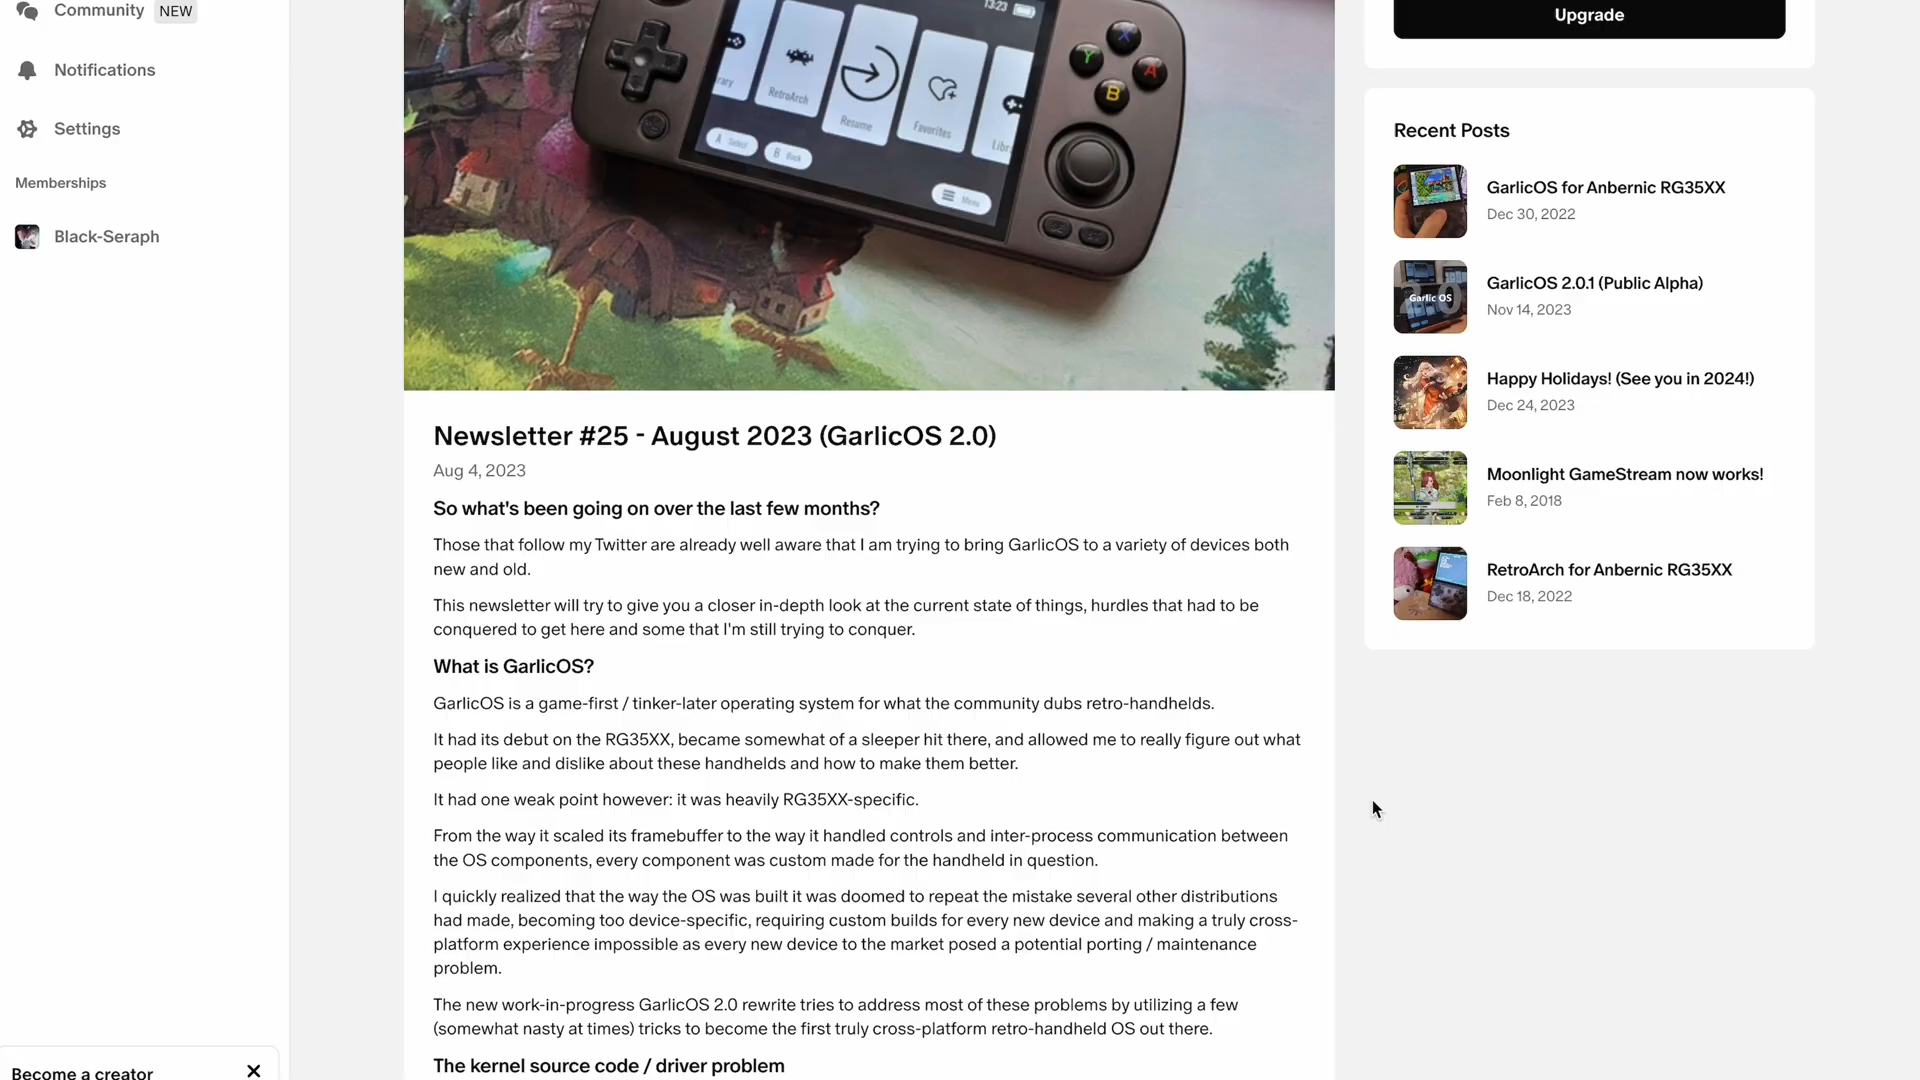 Community NEW
Notifications
Settings
Memberships
Black-Seraph
Become a creator
13:23
rary
RetroArch
Resume
Favorites
Libr
A Select
B Back
Menu
X
Y
A
B
Newsletter #25 - August 2023 (GarlicOS 2.0)
Aug 4, 2023
So what's been going on over the last few months?
Those that follow my Twitter are already well aware that I am trying to bring GarlicOS to a variety of devices both
new and old.
This newsletter will try to give you a closer in-depth look at the current state of things, hurdles that had to be
conquered to get here and some that I'm still trying to conquer.
What is GarlicOS?
GarlicOS is a game-first / tinker-later operating system for what the community dubs retro-handhelds.
It had its debut on the RG35XX, became somewhat of a sleeper hit there, and allowed me to really figure out what
people like and dislike about these handhelds and how to make them better.
It had one weak point however: it was heavily RG35XX-specific.
From the way it scaled its framebuffer to the way it handled controls and inter-process communication between
the OS components, every component was custom made for the handheld in question.
I quickly realized that the way the OS was built it was doomed to repeat the mistake several other distributions
had made, becoming too device-specific, requiring custom builds for every new device and making a truly cross-
platform experience impossible as every new device to the market posed a potential porting / maintenance
problem.
The new work-in-progress GarlicOS 2.0 rewrite tries to address most of these problems by utilizing a few
(somewhat nasty at times) tricks to become the first truly cross-platform retro-handheld OS out there.
The kernel source code / driver problem
Upgrade
Recent Posts
GarlicOS for Anbernic RG35XX
Dec 30, 2022
Garlic OS
GarlicOS 2.0.1 (Public Alpha)
Nov 14, 2023
Happy Holidays! (See you in 2024!)
Dec 24, 2023
Moonlight GameStream now works!
Feb 8, 2018
RetroArch for Anbernic RG35XX
Dec 18, 2022